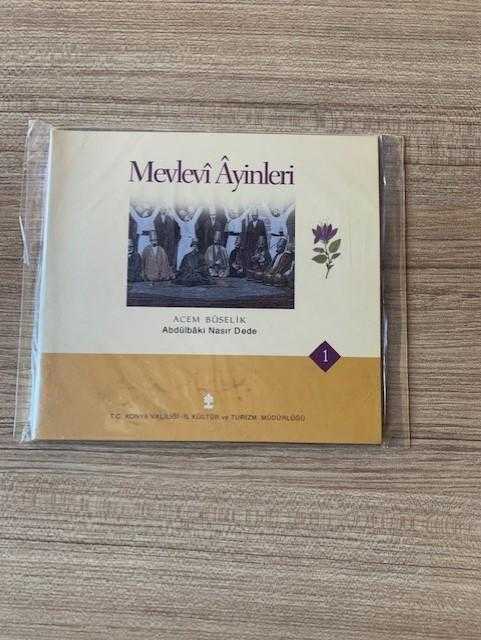 Mevlevî Âyinleri
ACEM BÛSELİK
Abdülbâki Nasır Dede
1
T.C. KONYA VALİLİĞİ -İL KÜLTÜR ve TURİZM MÜDÜRLÜĞÜ